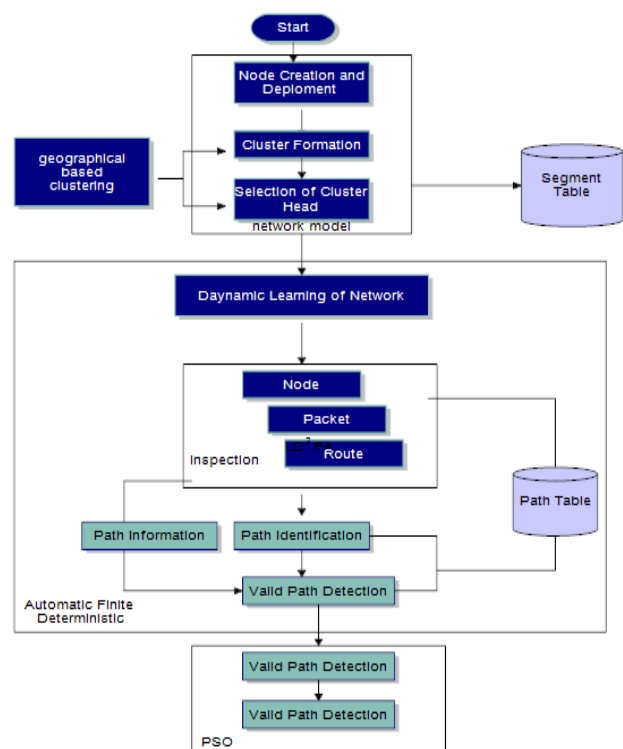 Start
Node Creation and
Deploment
Cluster Formation
geographical
based
clustering
Selection of Cluster
Head
network model
Segment
Table
Daynamic Learning of Network
Node
Packet
Route
Inspection
Path Table
Path Information
Path Identification
Valid Path Detection
Automatic Finite
Deterministic
Valid Path Detection
Valid Path Detection
PSO